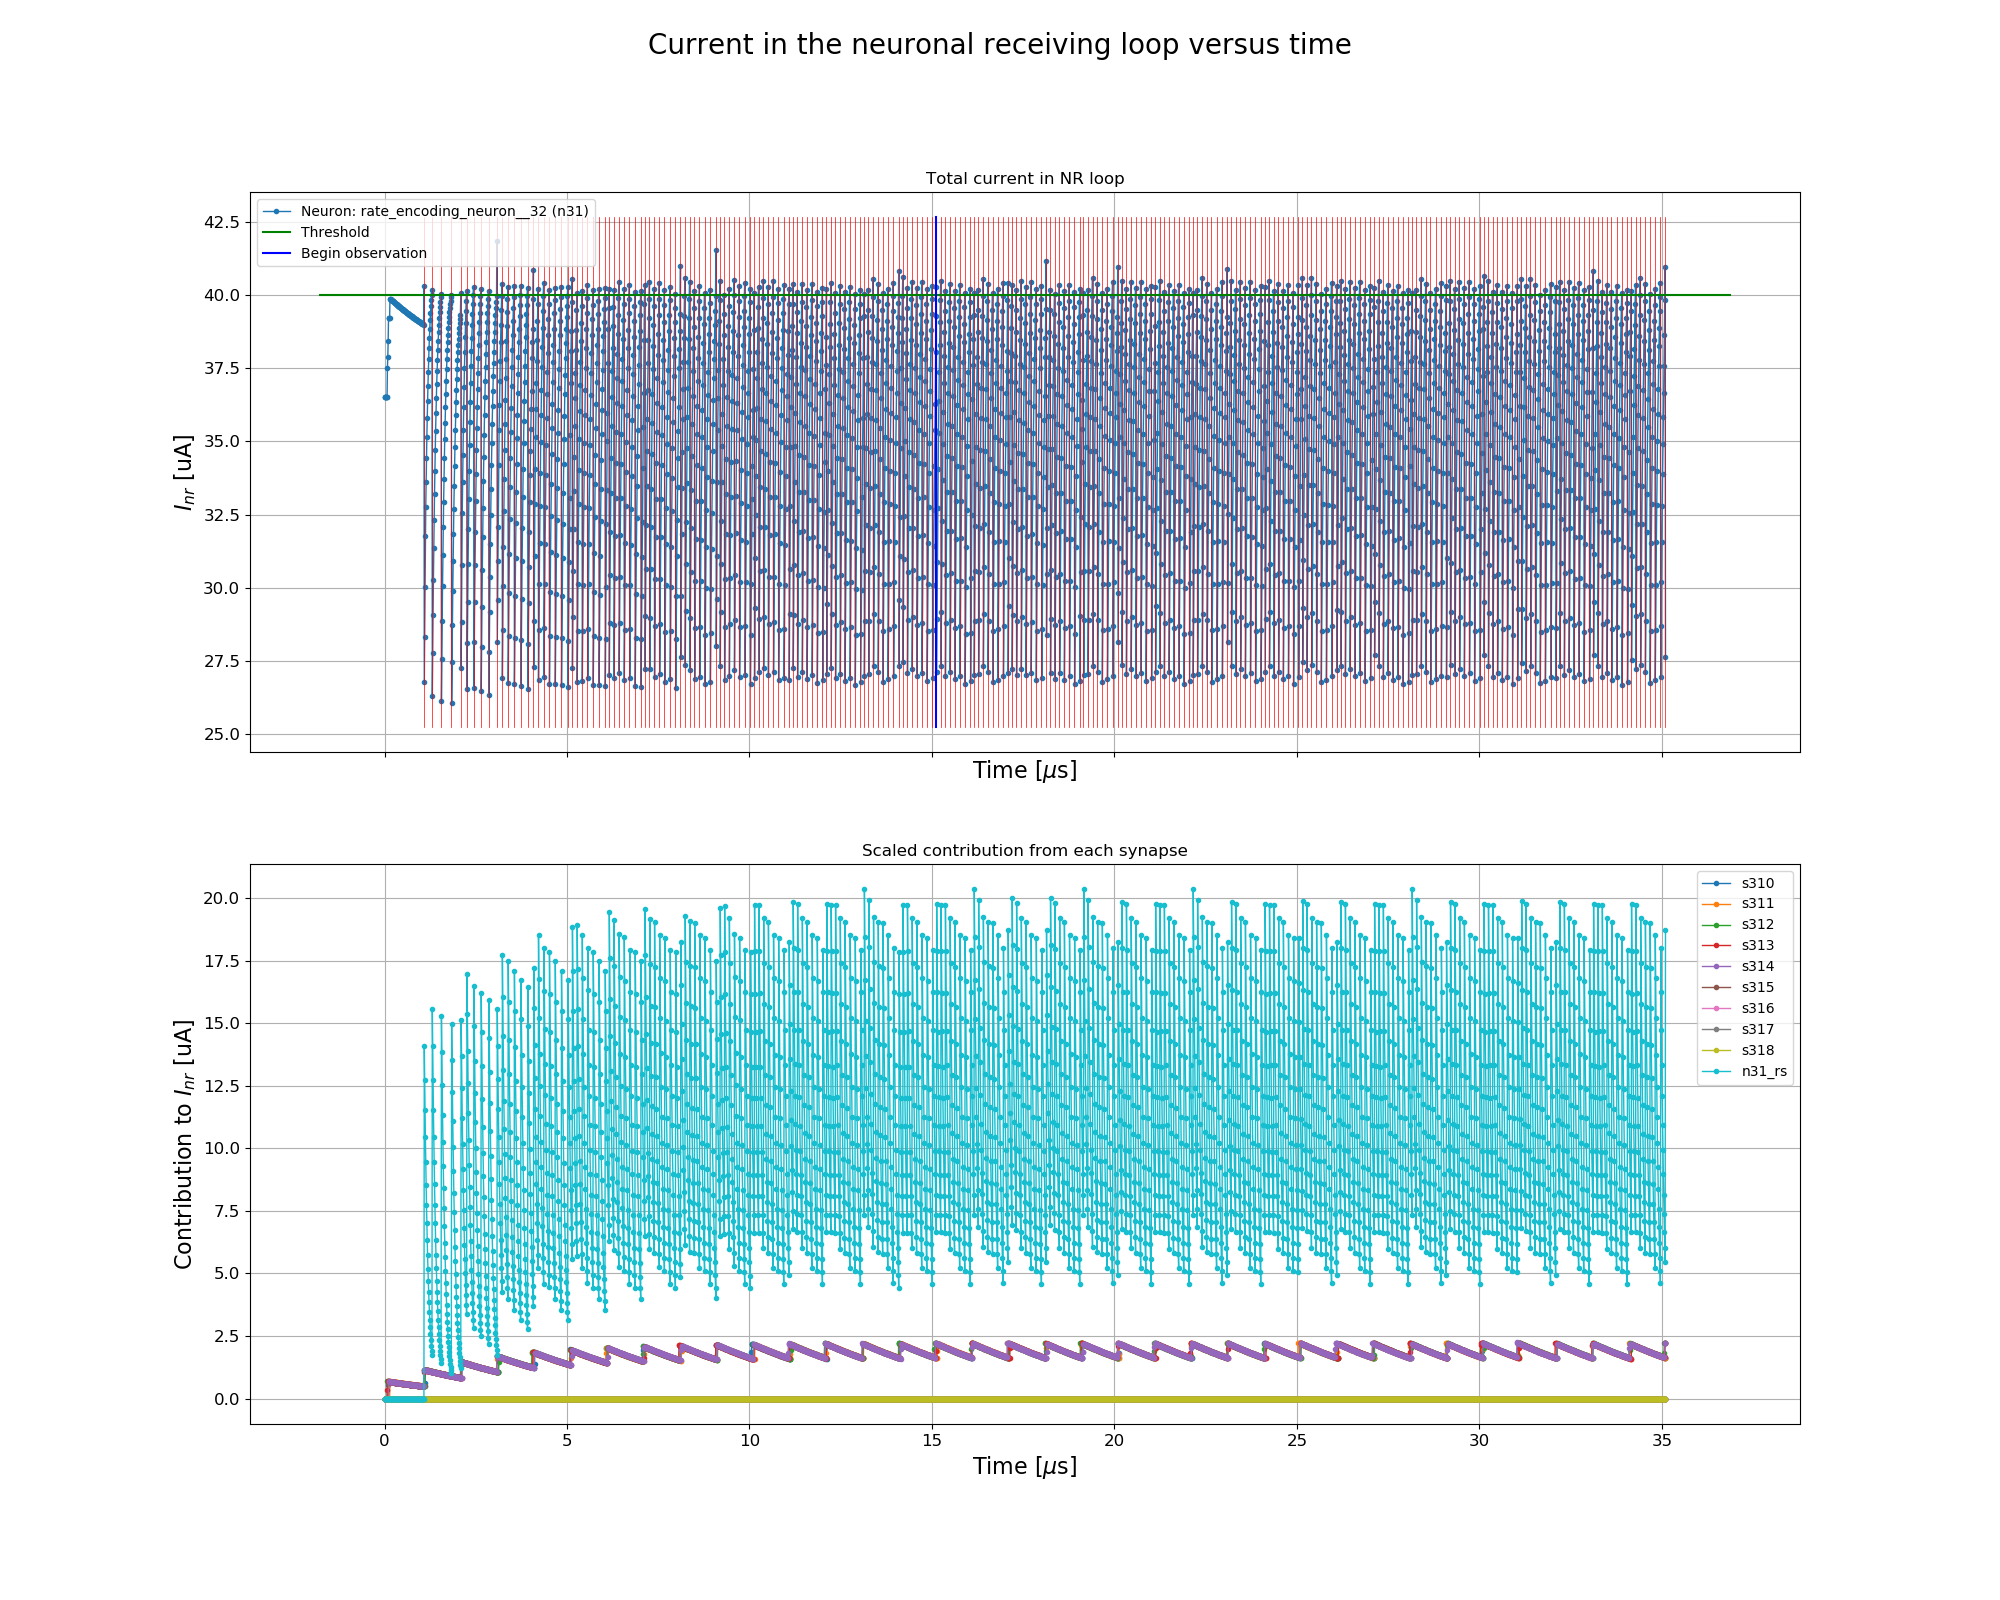 Current in the neuronal receiving loop versus time
Total current in NR loop
Neuron: rate_encoding_neuron__32 (n31)
Threshold
Begin observation
42.5
40.0
37.5
35.0
32.5
30.0
27.5
25.0
I_nr [uA]
Time [μs]
Scaled contribution from each synapse
s310
s311
s312
s313
s314
s315
s316
s317
s318
n31_rs
20.0
17.5
15.0
12.5
10.0
7.5
5.0
2.5
0.0
Contribution to I_nr [uA]
0 5 10 15 20 25 30 35
Time [μs]